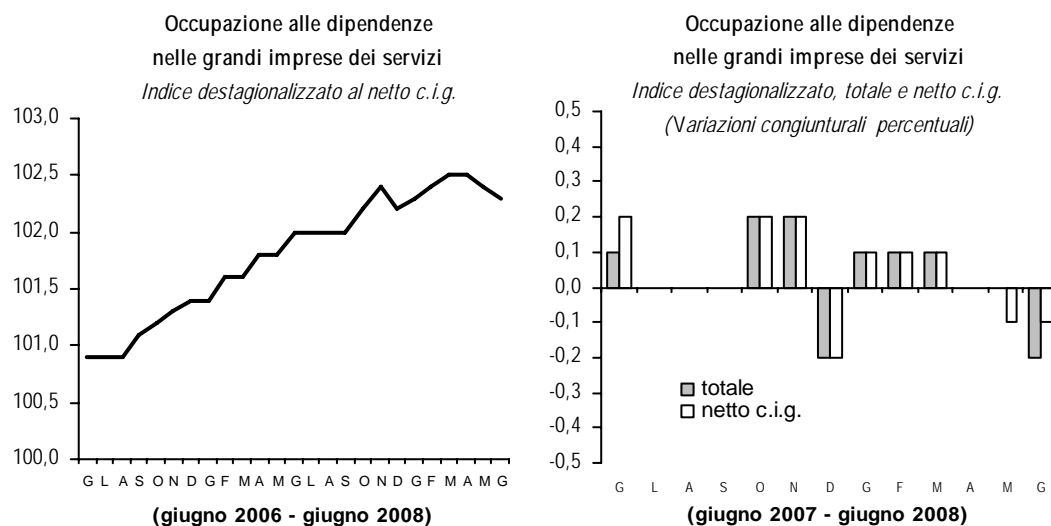 Occupazione alle dipendenze
nelle grandi imprese dei servizi
Indice destagionalizzato al netto c.i.g.
103,0
102,5
102,0
101,5
101,0
100,5
100,0
G L A S O N D G F M A M G L A S O N D G F M A M G
(giugno 2006 - giugno 2008)
Occupazione alle dipendenze
nelle grandi imprese dei servizi
Indice destagionalizzato, totale e netto c.i.g.
(Variazioni congiunturali percentuali)
0,5
0,4
0,3
0,2
0,1
0,0
-0,1
-0,2
-0,3
-0,4
-0,5
totale
netto c.i.g.
G L A S O N D G F M A M G
(giugno 2007 - giugno 2008)